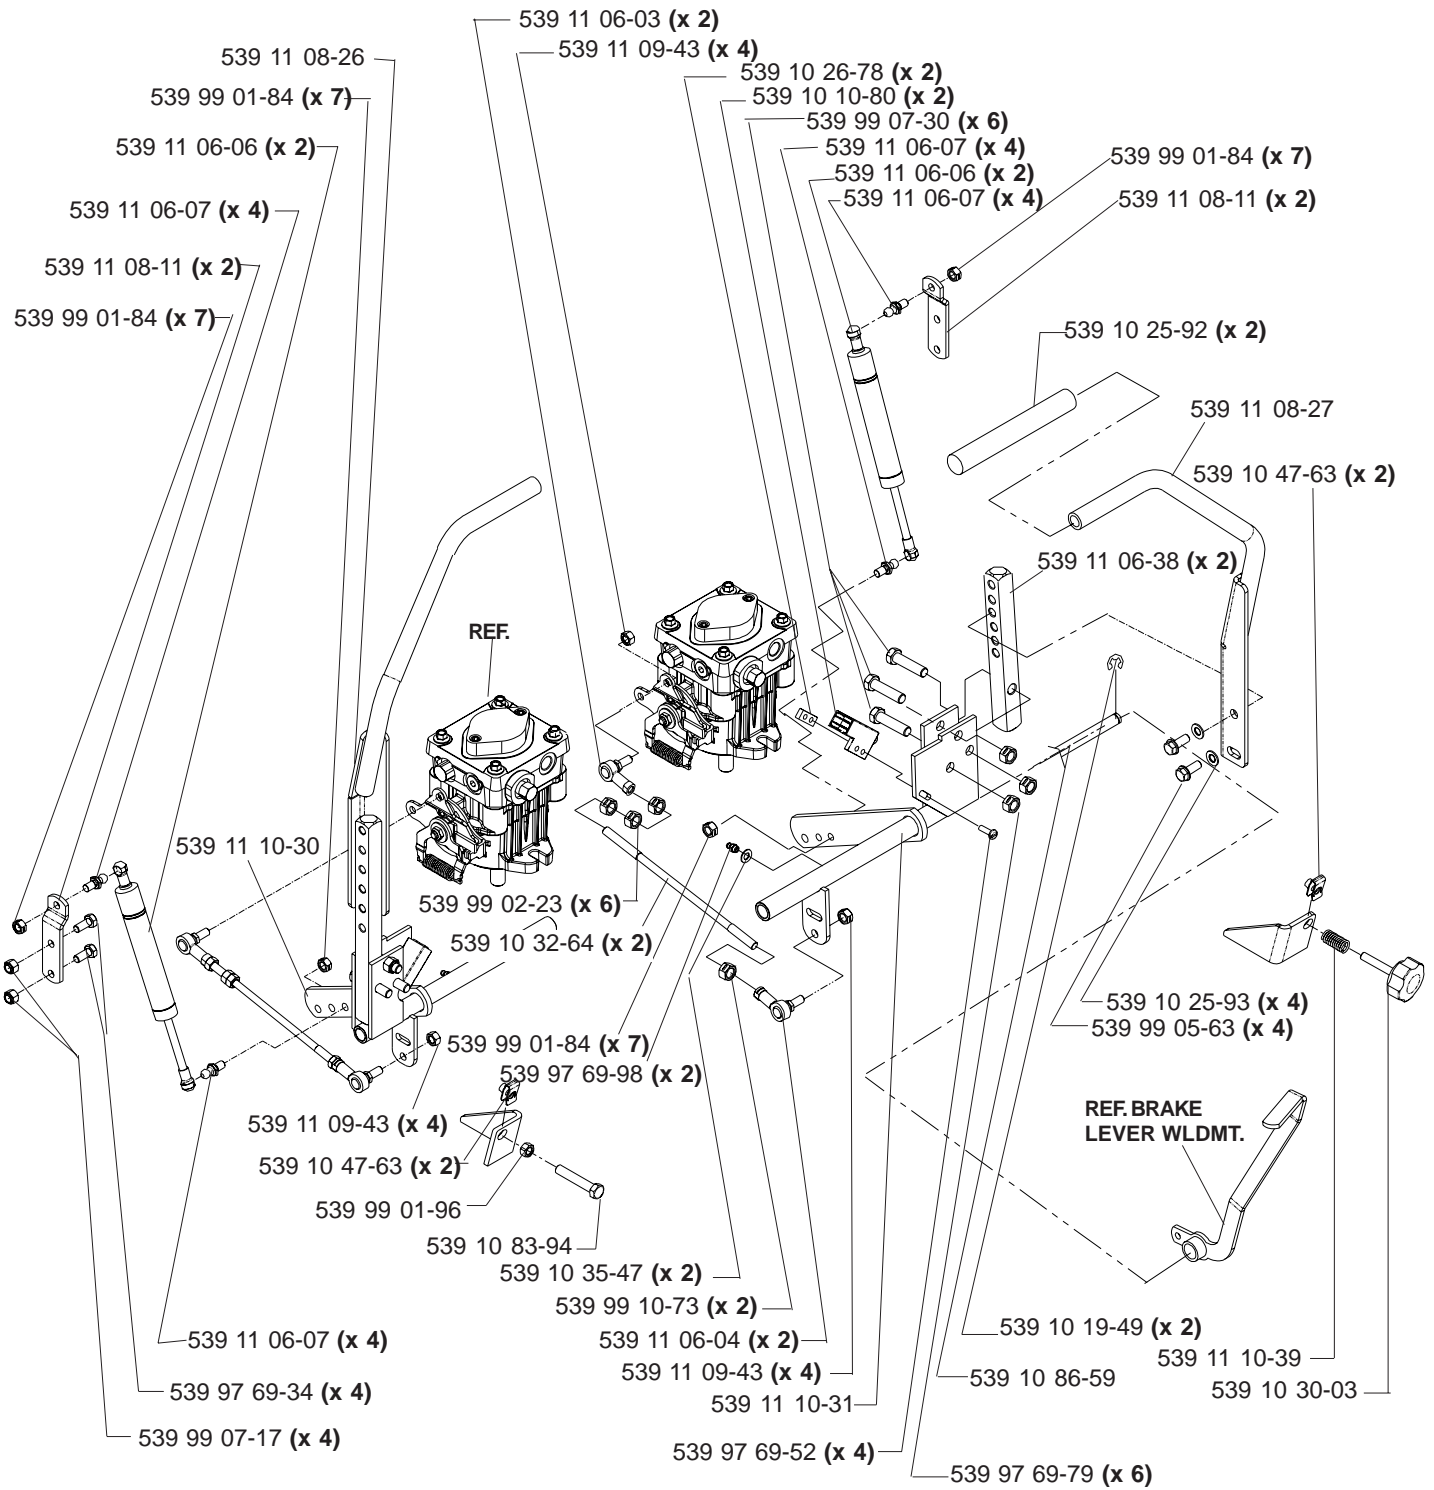 539 11 06-03 (x 2)
539 11 09-43 (x 4)
539 11 08-26
539 10 26-78 (x 2)
539 99 01-84 (x 7)
539 10 10-80 (x 2)
539 99 07-30 (x 6)
539 11 06-06 (x 2)
539 11 06-07 (x 4)
539 99 01-84 (x 7)
539 11 06-06 (x 2)
539 11 06-07 (x 4)
539 11 08-11 (x 2)
539 11 06-07 (x 4)
539 11 08-11 (x 2)
539 99 01-84 (x 7)
539 10 25-92 (x 2)
539 11 08-27
539 10 47-63 (x 2)
539 11 06-38 (x 2)
REF.
539 11 10-30
539 99 02-23 (x 6)
539 10 32-64 (x 2)
539 10 25-93 (x 4)
539 99 05-63 (x 4)
539 99 01-84 (x 7)
539 97 69-98 (x 2)
REF. BRAKE
LEVER WLDMT.
539 11 09-43 (x 4)
539 10 47-63 (x 2)
539 99 01-96
539 10 83-94
539 10 35-47 (x 2)
539 99 10-73 (x 2)
539 11 06-07 (x 4)
539 11 06-04 (x 2)
539 10 19-49 (x 2)
539 11 10-39
539 11 09-43 (x 4)
539 10 86-59
539 97 69-34 (x 4)
539 10 30-03
539 11 10-31
539 99 07-17 (x 4)
539 97 69-52 (x 4)
539 97 69-79 (x 6)